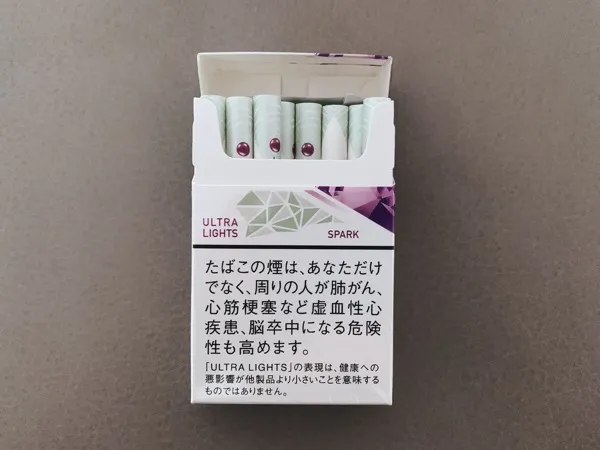 ULTRA
LIGHTS
SPARK
たばこの煙は、あなただけ
でなく、周りの人が肺がん、
心筋梗塞など虚血性心
疾患、脳卒中になる危険
性も高めます。
「ULTRA LIGHTS」の表現は、健康への
悪影響が他製品より小さいことを意味する
ものではありません。